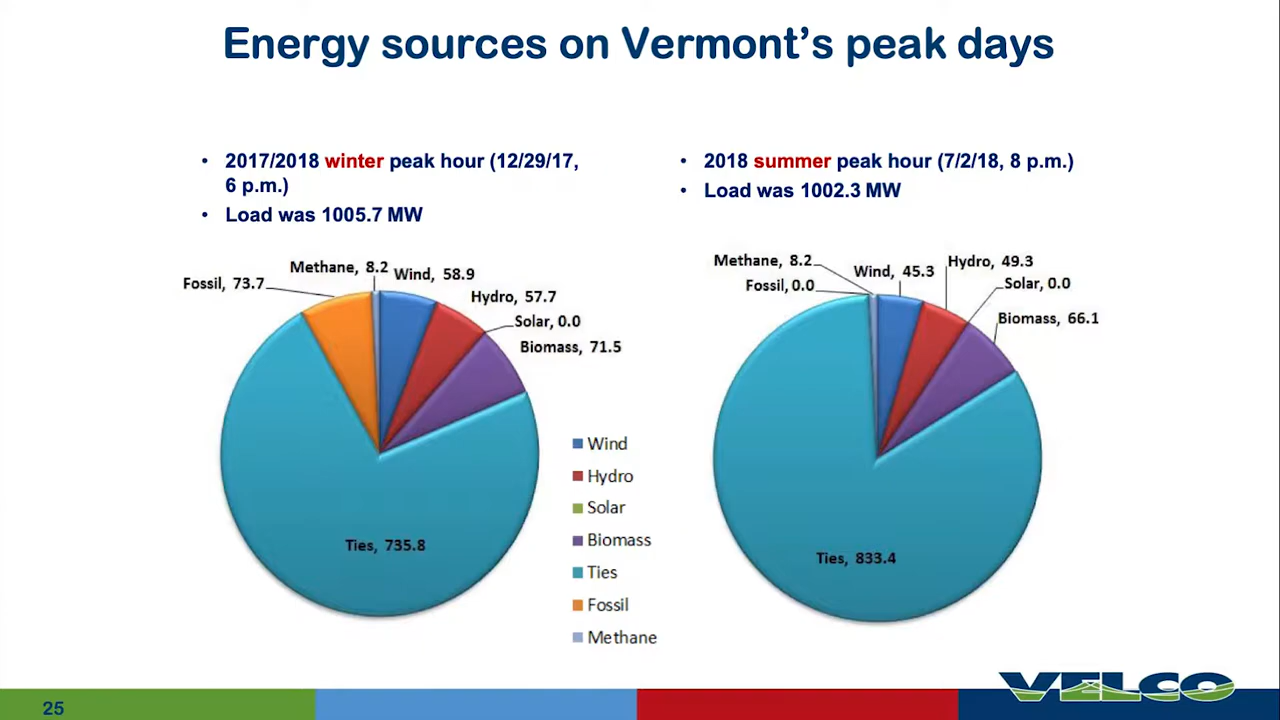 Energy sources on Vermont's peak days
• 2017/2018 winter peak hour (12/29/17,
6 p.m.)
• Load was 1005.7 MW
• 2018 summer peak hour (7/2/18, 8 p.m.)
• Load was 1002.3 MW
Methane, 8.2
Wind, 58.9
Fossil, 73.7
Hydro, 57.7
Solar, 0.0
Biomass, 71.5
Ties, 735.8
Wind
Hydro
Solar
Biomass
Ties
Fossil
Methane
Methane, 8.2
Wind, 45.3
Hydro, 49.3
Fossil, 0.0
Solar, 0.0
Biomass, 66.1
Ties, 833.4
25
VELCO